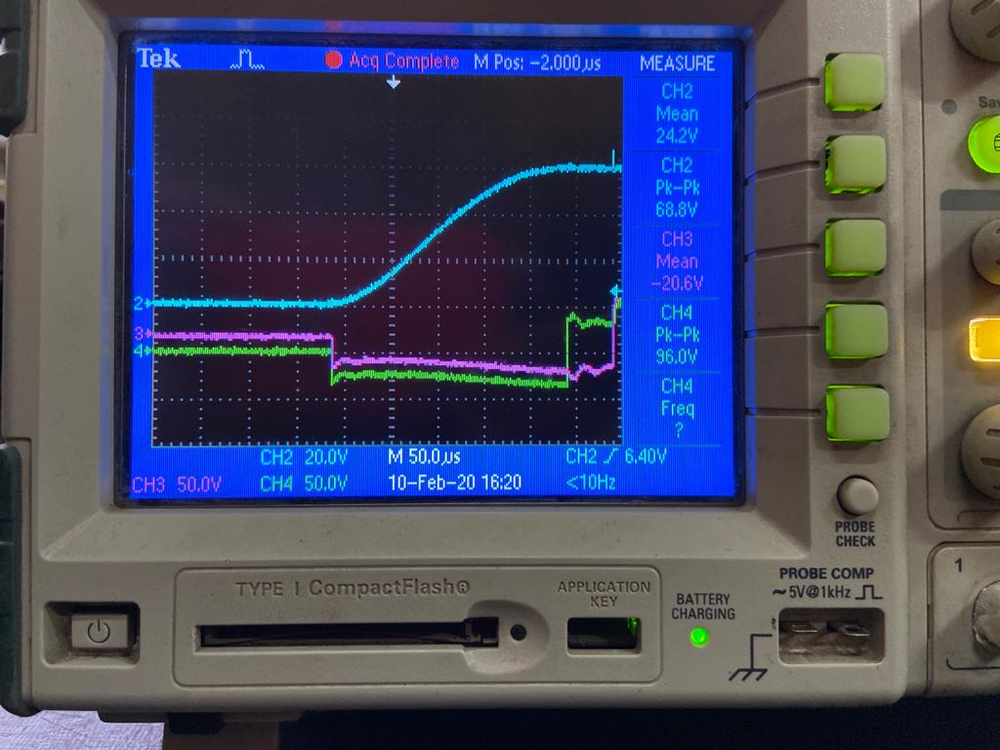 Tek
Acq Complete
M Pos: -2.000µs
MEASURE
CH2
Mean
24.2V
CH2
Pk-Pk
68.8V
CH3
Mean
-20.6V
CH4
Pk-Pk
96.0V
CH4
Freq
?
2
3
4
CH2 20.0V
M 50.0µs
CH2 / 6.40V
CH3 50.0V
CH4 50.0V
10-Feb-20 16:20
<10Hz
PROBE
CHECK
TYPE I CompactFlash®
APPLICATION
KEY
BATTERY
CHARGING
PROBE COMP
~5V@1kHz
1